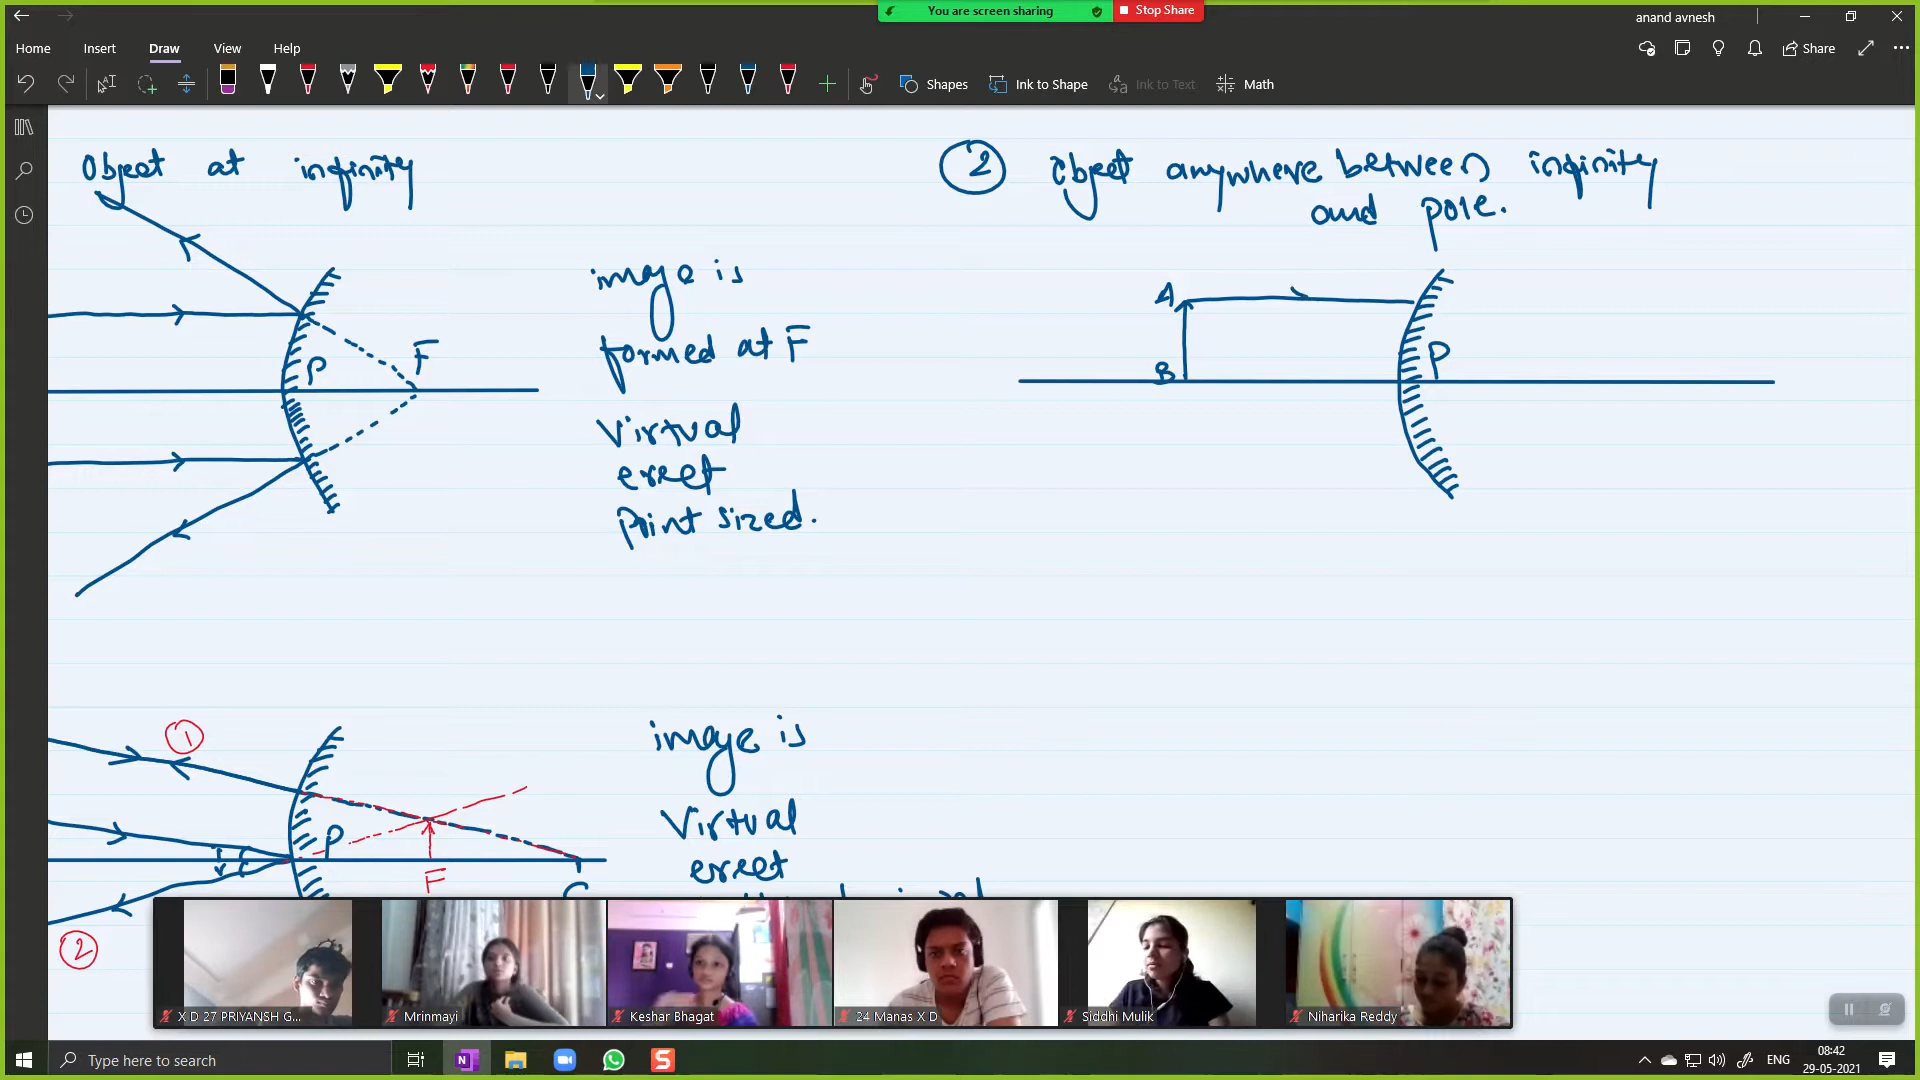 You are screen sharing
Stop Share
anand avnesh
Home Insert Draw View Help
Share
Shapes
Ink to Shape
Ink to Text
Math
Object at infinity
P
F
image is
formed at F
Virtual
erect
point sized.
2 Object anywhere between infinity
and pole.
A
B
P
1
2
P
F
C
image is
Virtual
erect
X D 27 PRIYANSH G...
Mrinmayi
Keshar Bhagat
24 Manas X D
Siddhi Mulik
Niharika Reddy
Type here to search
N
S
ENG
08:42
29-05-2021